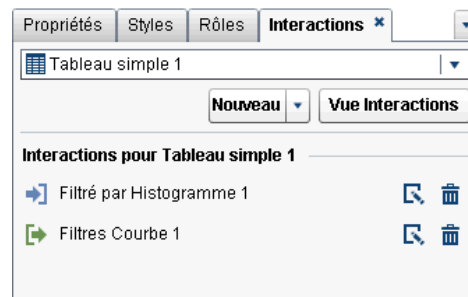 Propriétés Styles Rôles Interactions
Tableau simple 1
Nouveau Vue Interactions
Interactions pour Tableau simple 1
Filtré par Histogramme 1
Filtres Courbe 1